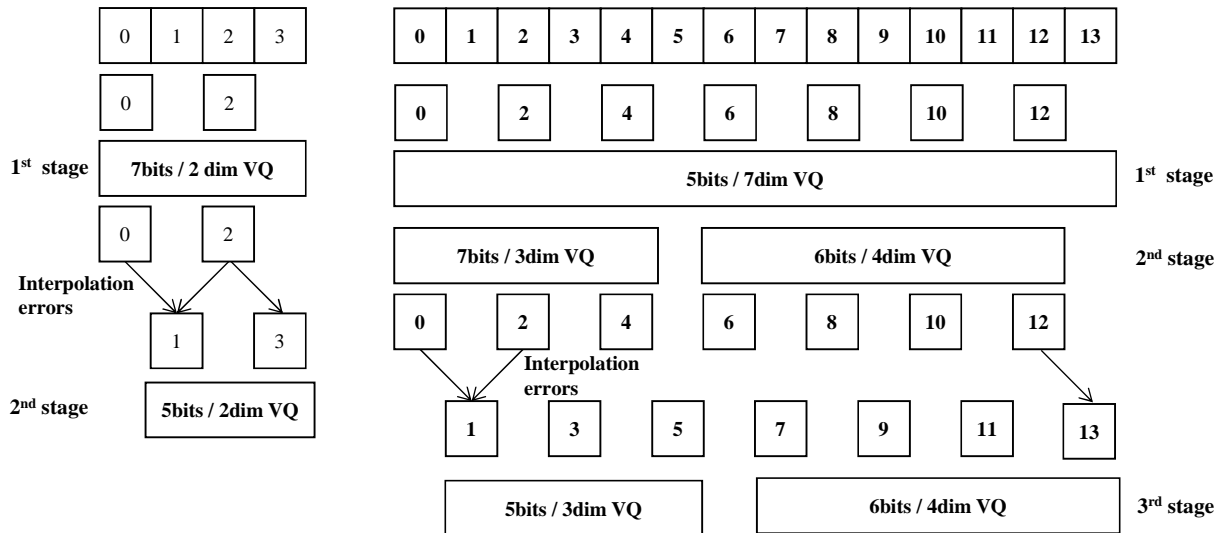 0 1 2 3
0 2
1st stage
7bits / 2 dim VQ
0 2
Interpolation
errors
1 3
2nd stage
5bits / 2dim VQ
0 1 2 3 4 5 6 7 8 9 10 11 12 13
0 2 4 6 8 10 12
5bits / 7dim VQ
1st stage
7bits / 3dim VQ
6bits / 4dim VQ
2nd stage
0 2 4 6 8 10 12
Interpolation
errors
1 3 5 7 9 11 13
5bits / 3dim VQ
6bits / 4dim VQ
3rd stage